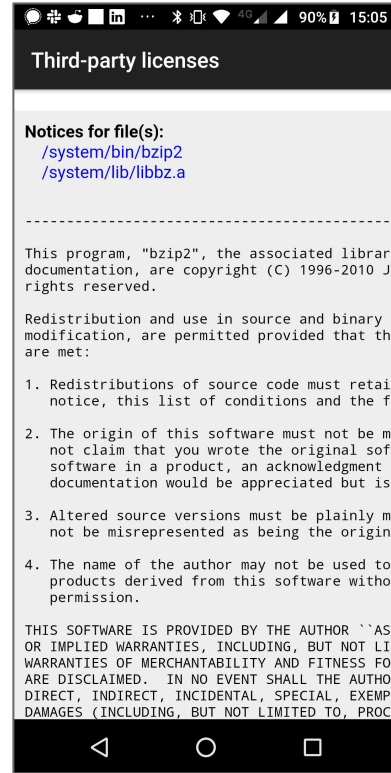 in ... 4G 90% 15:05
Third-party licenses
Notices for file(s):
/system/bin/bzip2
/system/lib/libbz.a
--------------------------------------------
This program, "bzip2", the associated librar
documentation, are copyright (C) 1996-2010 J
rights reserved.
Redistribution and use in source and binary
modification, are permitted provided that th
are met:
1. Redistributions of source code must retai
notice, this list of conditions and the f
2. The origin of this software must not be m
not claim that you wrote the original sof
software in a product, an acknowledgment
documentation would be appreciated but is
3. Altered source versions must be plainly m
not be misrepresented as being the origin
4. The name of the author may not be used to
products derived from this software witho
permission.
THIS SOFTWARE IS PROVIDED BY THE AUTHOR ``AS
OR IMPLIED WARRANTIES, INCLUDING, BUT NOT LI
WARRANTIES OF MERCHANTABILITY AND FITNESS FO
ARE DISCLAIMED.  IN NO EVENT SHALL THE AUTHO
DIRECT, INDIRECT, INCIDENTAL, SPECIAL, EXEMP
DAMAGES (INCLUDING, BUT NOT LIMITED TO, PROC